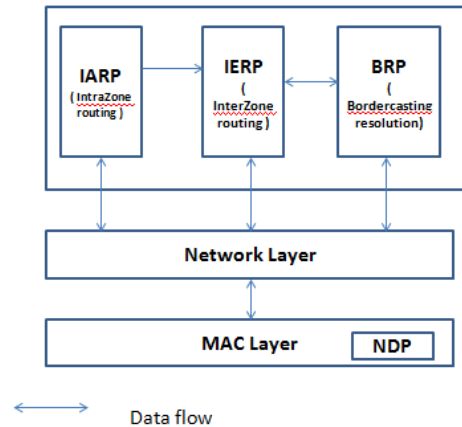 IARP
( IntraZone
routing )
IERP
(
InterZone
routing )
BRP
(
Bordercasting
resolution)
Network Layer
MAC Layer
NDP
Data flow